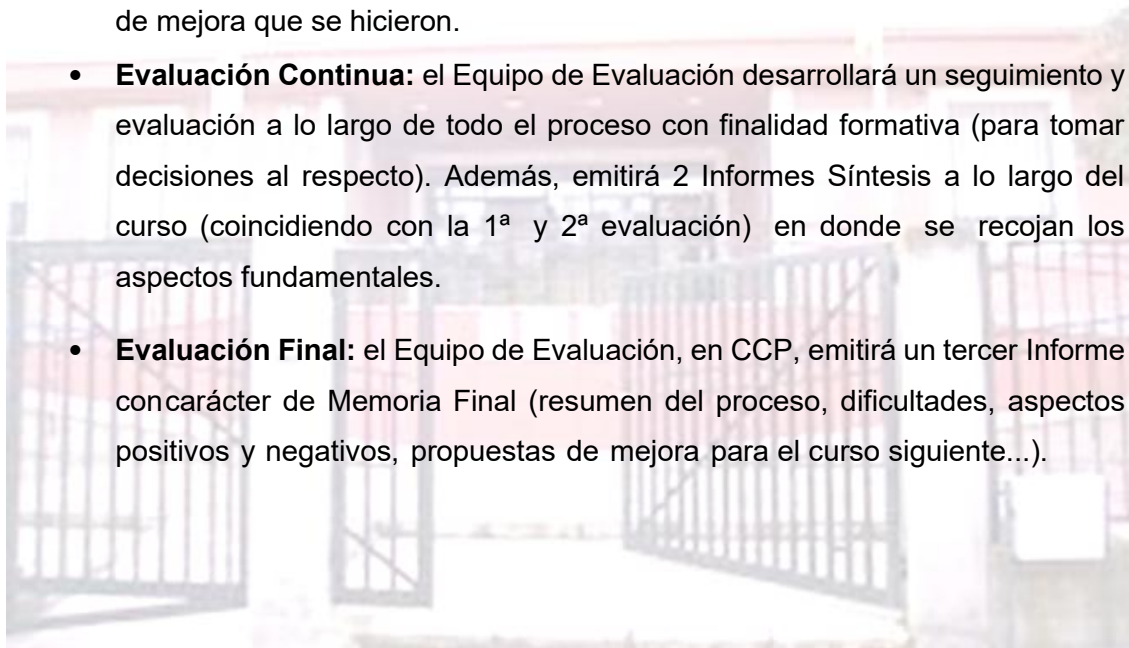 de mejora que se hicieron.
• Evaluación Continua: el Equipo de Evaluación desarrollará un seguimiento y
evaluación a lo largo de todo el proceso con finalidad formativa (para tomar
decisiones al respecto). Además, emitirá 2 Informes Síntesis a lo largo del
curso (coincidiendo con la 1ª y 2ª evaluación) en donde se recojan los
aspectos fundamentales.
• Evaluación Final: el Equipo de Evaluación, en CCP, emitirá un tercer Informe
concarácter de Memoria Final (resumen del proceso, dificultades, aspectos
positivos y negativos, propuestas de mejora para el curso siguiente...).